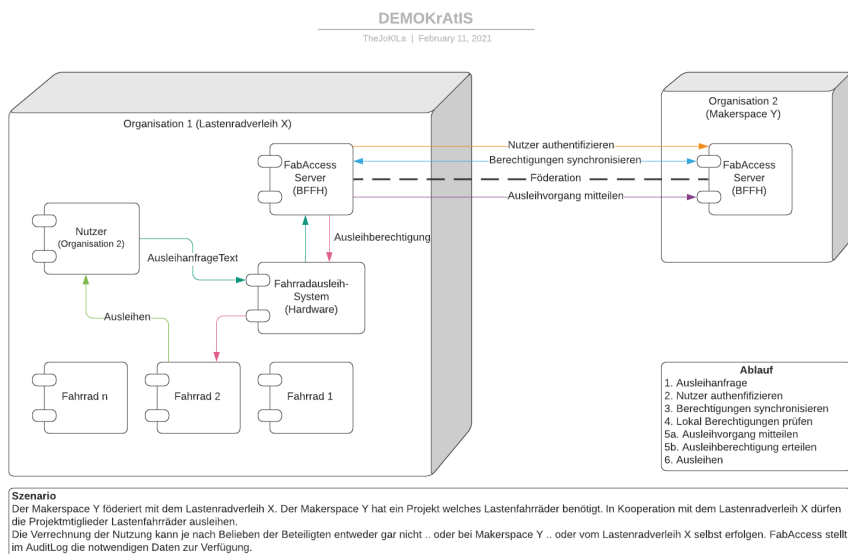 DEMOKrAtIS
TheJoKlLa | February 11, 2021
Organisation 1 (Lastenradverleih X)
Organisation 2
(Makerspace Y)
Nutzer authentifizieren
Berechtigungen synchronisieren
Föderation
Ausleihvorgang mitteilen
FabAccess
Server
(BFFH)
FabAccess
Server
(BFFH)
Nutzer
(Organisation 2)
Ausleihberechtigung
AusleihanfrageText
Fahrradausleih-
System
(Hardware)
Ausleihen
Fahrrad n
Fahrrad 2
Fahrrad 1
Ablauf
1. Ausleihanfrage
2. Nutzer authenfifizieren
3. Berechtigungen synchronisieren
4. Lokal Berechtigungen prüfen
5a. Ausleihvorgang mitteilen
5b. Ausleihberechtigung erteilen
6. Ausleihen
Szenario
Der Makerspace Y föderiert mit dem Lastenradverleih X. Der Makerspace Y hat ein Projekt welches Lastenfahrräder benötigt. In Kooperation mit dem Lastenradverleih X dürfen
die Projektmtiglieder Lastenfahrräder ausleihen.
Die Verrechnung der Nutzung kann je nach Belieben der Beteiligten entweder gar nicht .. oder bei Makerspace Y .. oder vom Lastenradverleih X selbst erfolgen. FabAccess stellt
im AuditLog die notwendigen Daten zur Verfügung.